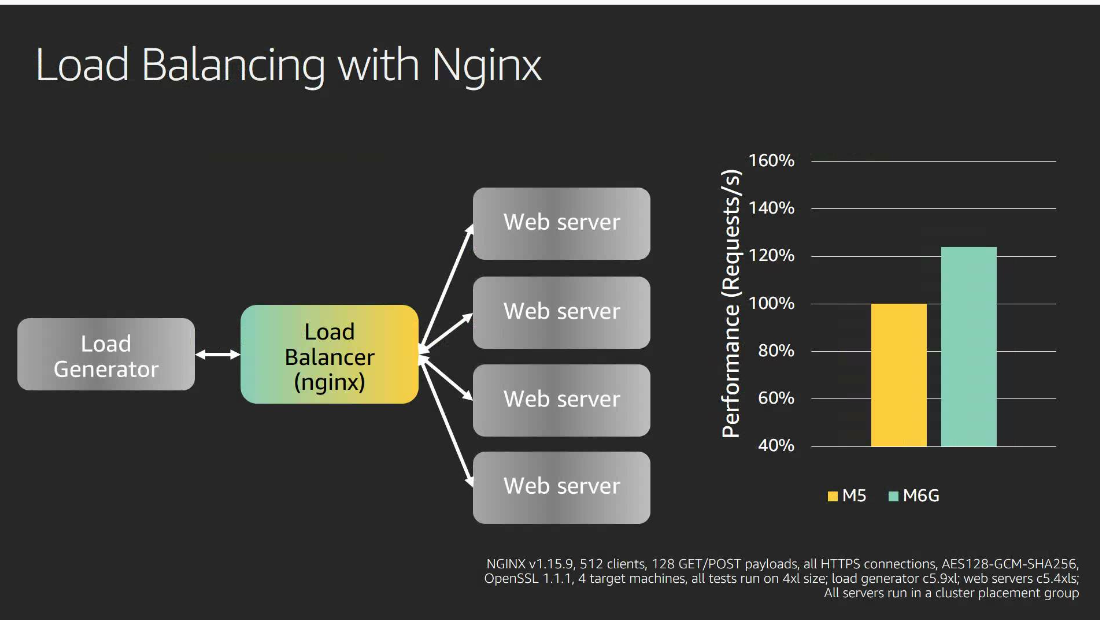 Load Balancing with Nginx
Load
Generator
Load
Balancer
(nginx)
Web server
Web server
Web server
Web server
Performance (Requests/s)
160%
140%
120%
100%
80%
60%
40%
M5
M6G
NGINX v1.15.9, 512 clients, 128 GET/POST payloads, all HTTPS connections, AES128-GCM-SHA256,
OpenSSL 1.1.1, 4 target machines, all tests run on 4xl size; load generator c5.9xl; web servers c5.4xls;
All servers run in a cluster placement group